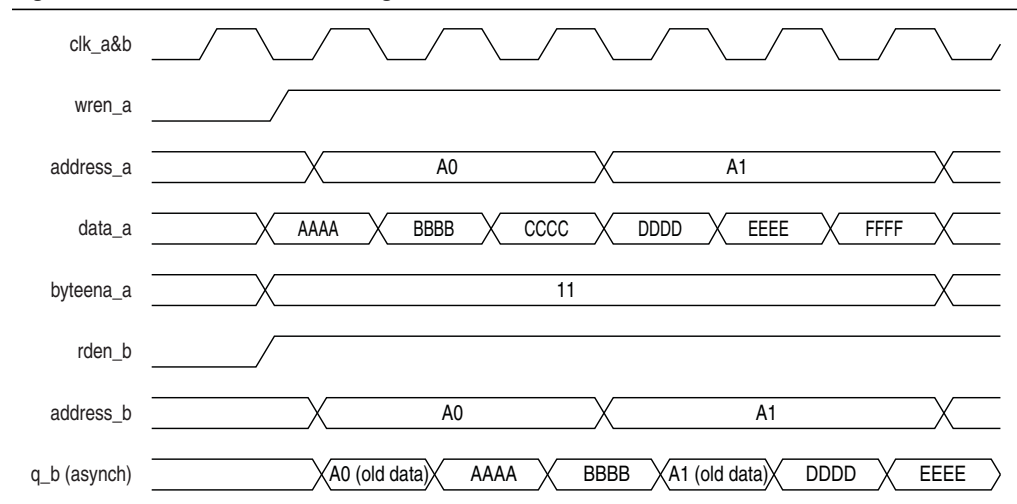 clk_a&b
wren_a
address_a A0 A1
data_a AAAA BBBB CCCC DDDD EEEE FFFF
byteena_a 11
rden_b
address_b A0 A1
q_b (asynch) A0 (old data) AAAA BBBB A1 (old data) DDDD EEEE